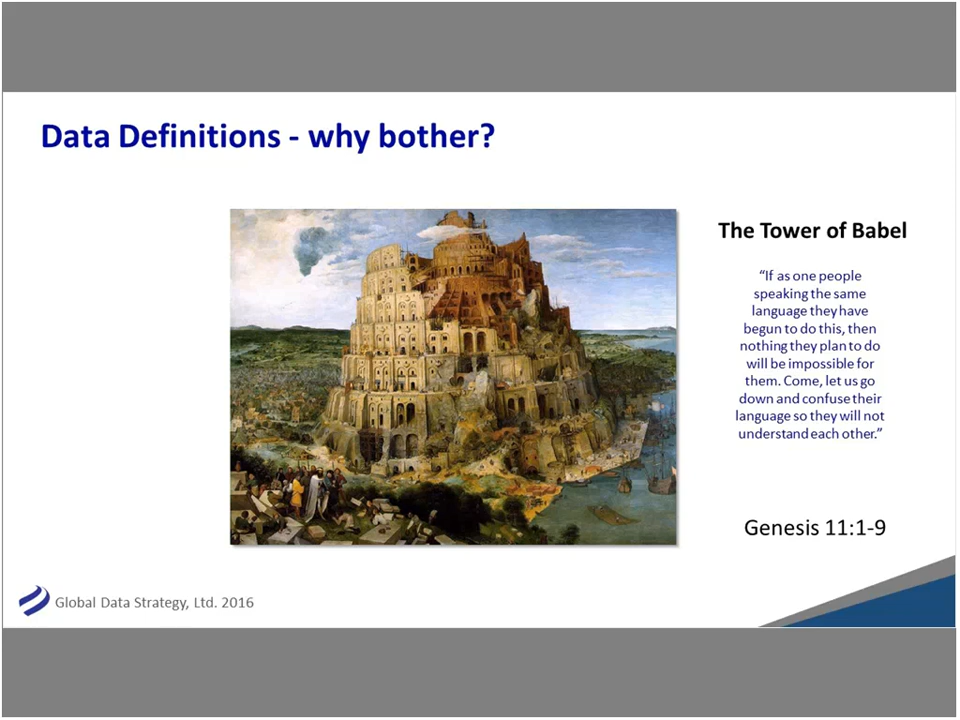 Data Definitions - why bother?
The Tower of Babel
“If as one people
speaking the same
language they have
begun to do this, then
nothing they plan to do
will be impossible for
them. Come, let us go
down and confuse their
language so they will not
understand each other.”
Genesis 11:1-9
Global Data Strategy, Ltd. 2016